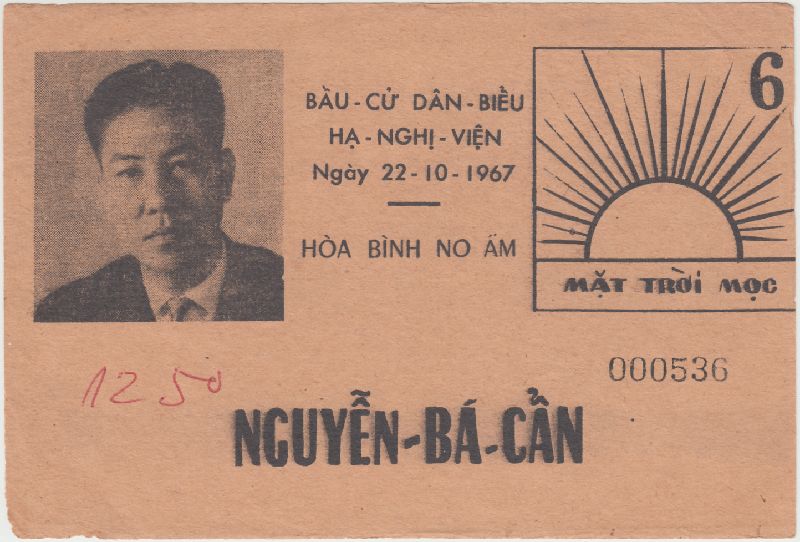 BẦU-CỬ DÂN-BIỂU
HẠ-NGHỊ-VIỆN
Ngày 22-10-1967
HÒA BÌNH NO ẤM
6
MẶT TRỜI MỌC
1250
000536
NGUYỄN-BÁ-CẨN